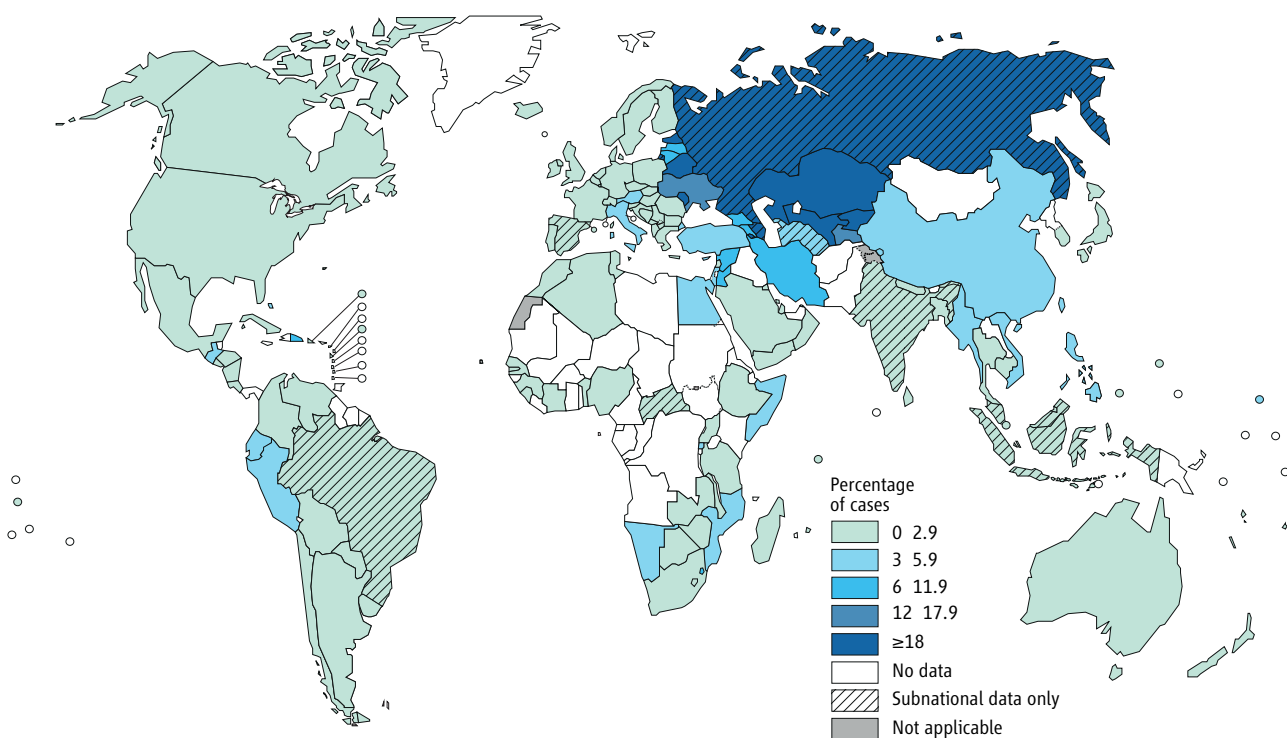 Percentage
of cases
0 2.9
3 5.9
6 11.9
12 17.9
≥18
No data
Subnational data only
Not applicable